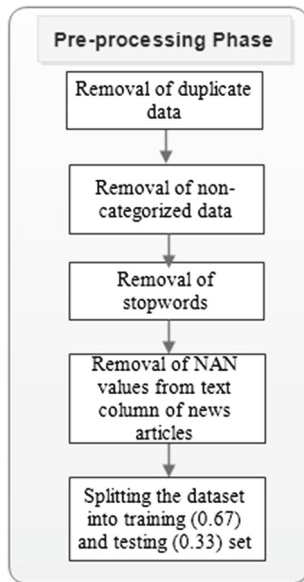 Pre-processing Phase
Removal of duplicate
data
Removal of non-
categorized data
Removal of
stopwords
Removal of NAN
values from text
column of news
articles
Splitting the dataset
into training (0.67)
and testing (0.33) set